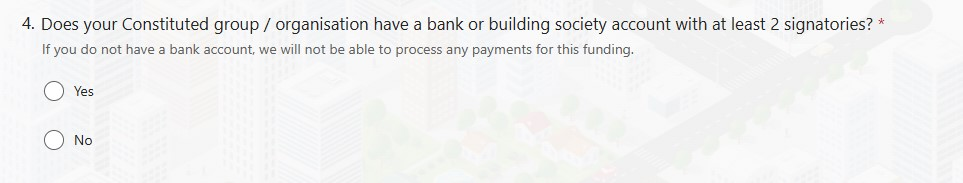 4. Does your Constituted group / organisation have a bank or building society account with at least 2 signatories? *
If you do not have a bank account, we will not be able to process any payments for this funding.
Yes
No